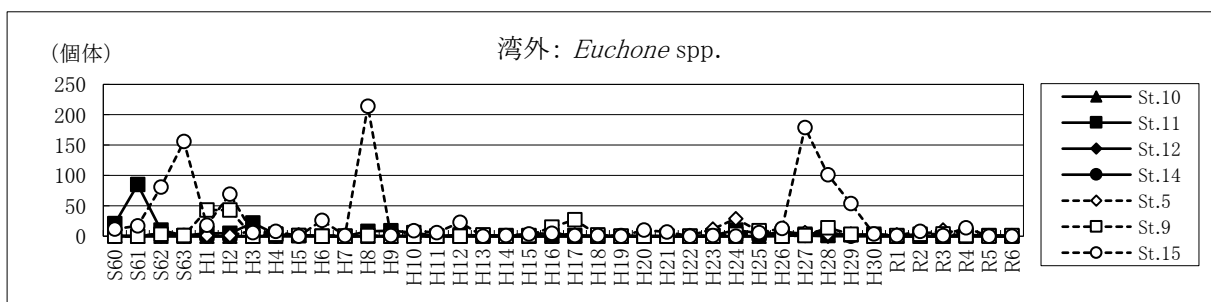 湾外: Euchone spp.
(個体)
250
200
150
100
50
0
S60 S61 S62 S63 H1 H2 H3 H4 H5 H6 H7 H8 H9 H10 H11 H12 H13 H14 H15 H16 H17 H18 H19 H20 H21 H22 H23 H24 H25 H26 H27 H28 H29 H30 R1 R2 R3 R4 R5 R6
St.10
St.11
St.12
St.14
St.5
St.9
St.15